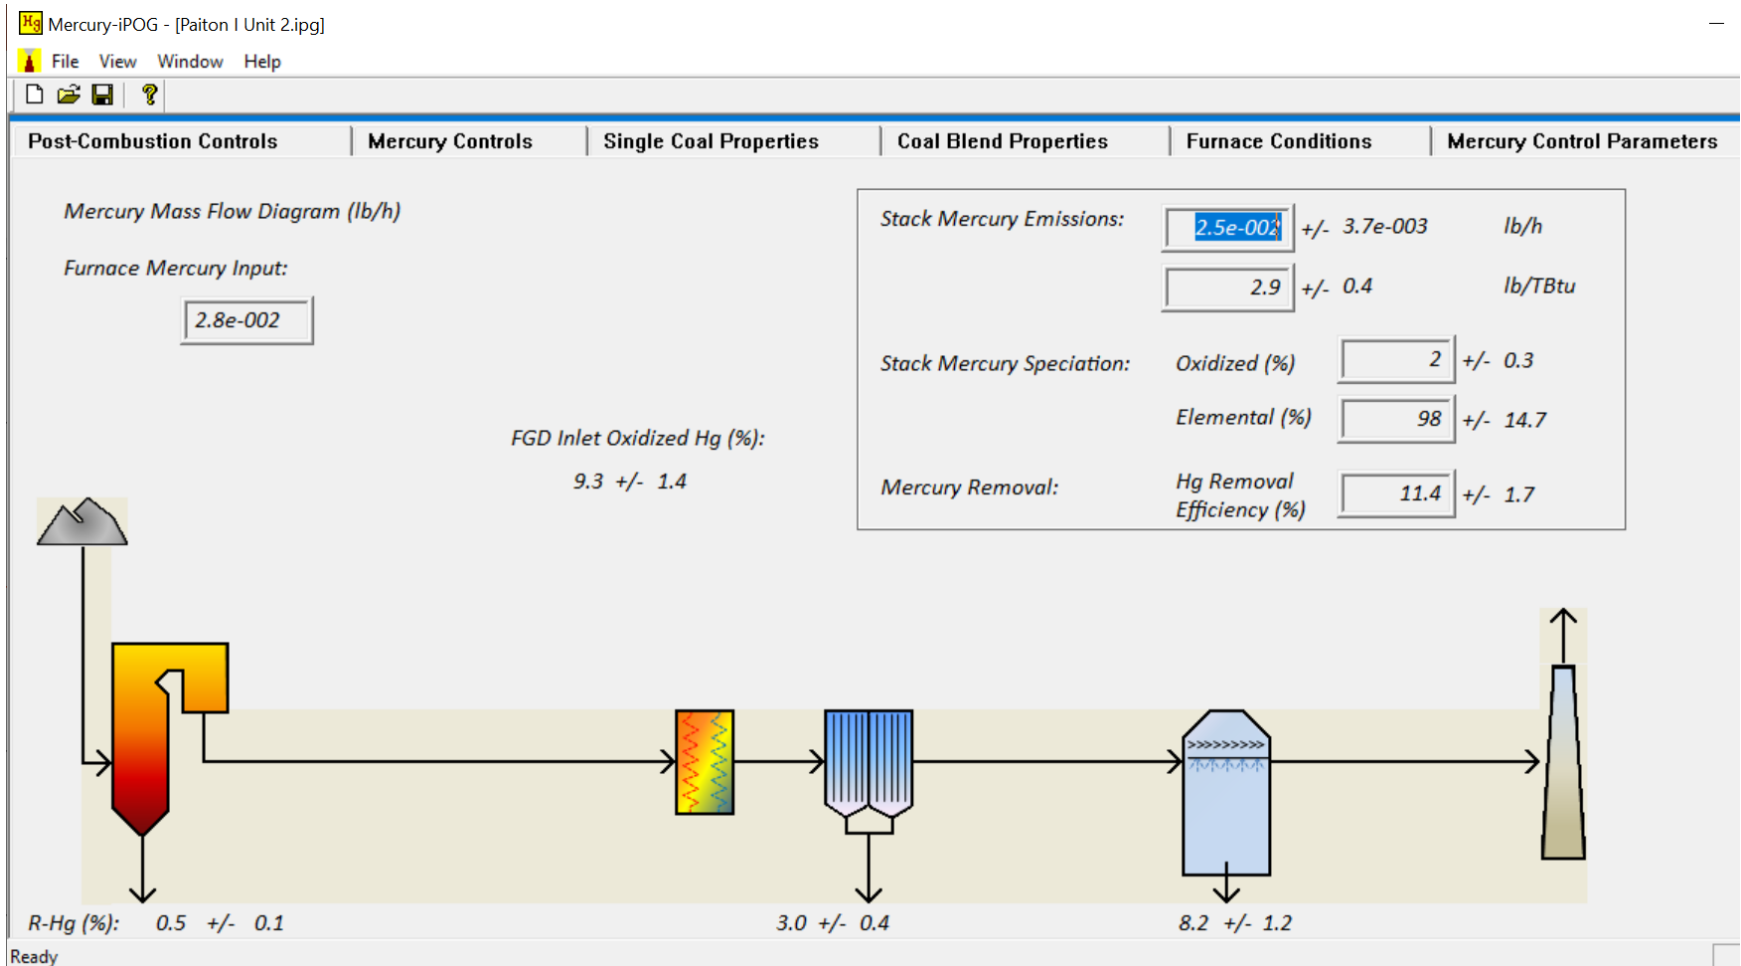 Hg Mercury-iPOG - [Paiton I Unit 2.ipg]
File View Window Help
Post-Combustion Controls Mercury Controls Single Coal Properties Coal Blend Properties Furnace Conditions Mercury Control Parameters
Mercury Mass Flow Diagram (lb/h)
Furnace Mercury Input:
2.8e-002
Stack Mercury Emissions: 2.5e-002 +/- 3.7e-003 lb/h
2.9 +/- 0.4 lb/TBtu
Stack Mercury Speciation: Oxidized (%) 2 +/- 0.3
Elemental (%) 98 +/- 14.7
FGD Inlet Oxidized Hg (%):
9.3 +/- 1.4
Mercury Removal: Hg Removal
Efficiency (%) 11.4 +/- 1.7
R-Hg (%): 0.5 +/- 0.1 3.0 +/- 0.4 8.2 +/- 1.2
Ready